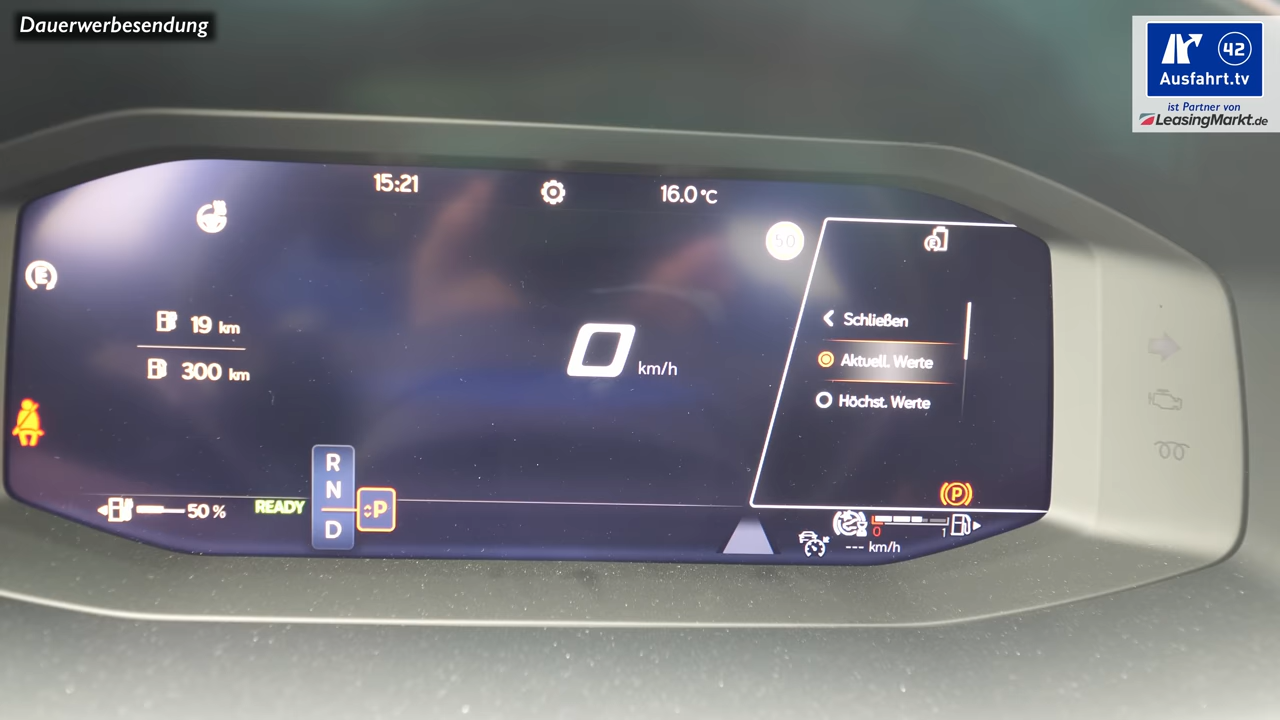 Dauerwerbesendung
42
Ausfahrt.tv
ist Partner von
LeasingMarkt.de
15:21
16.0°C
50
E
19 km
300 km
0 km/h
Schließen
Aktuell. Werte
Höchst. Werte
50 %
READY
R
N
D
P
P
0 1
--- km/h